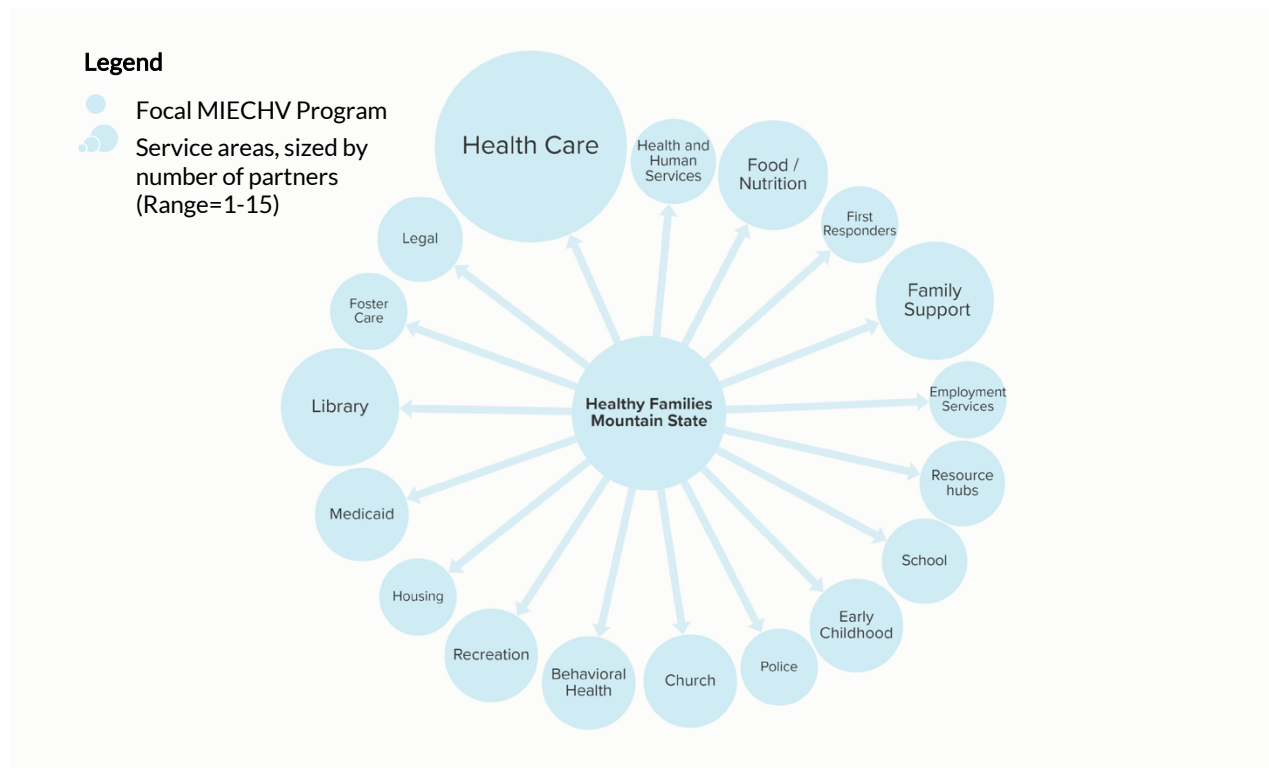 Legend
Focal MIECHV Program
Service areas, sized by
number of partners
(Range=1-15)
Health Care
Health and
Human
Services
Food /
Nutrition
First
Responders
Family
Support
Employment
Services
Resource
hubs
School
Early
Childhood
Police
Church
Behavioral
Health
Recreation
Housing
Medicaid
Library
Foster
Care
Legal
Healthy Families
Mountain State